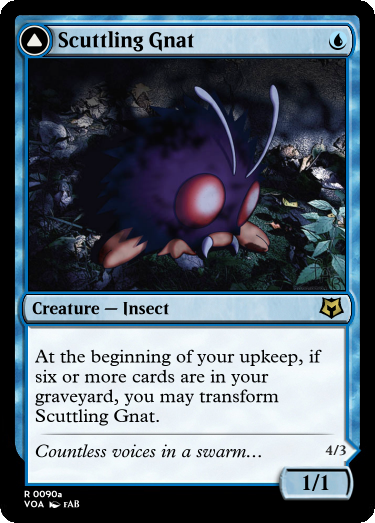 Scuttling Gnat
Creature — Insect
At the beginning of your upkeep, if
six or more cards are in your
graveyard, you may transform
Scuttling Gnat.
Countless voices in a swarm…
4/3
1/1
R 0090a
VOA rAB